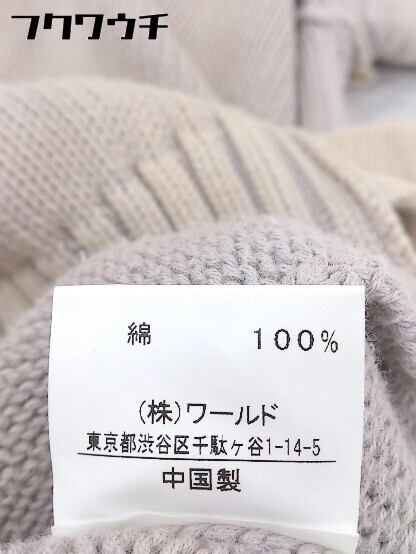 フクワウチ
綿 100%
(株)ワールド
東京都渋谷区千駄ヶ谷1-14-5
中国製